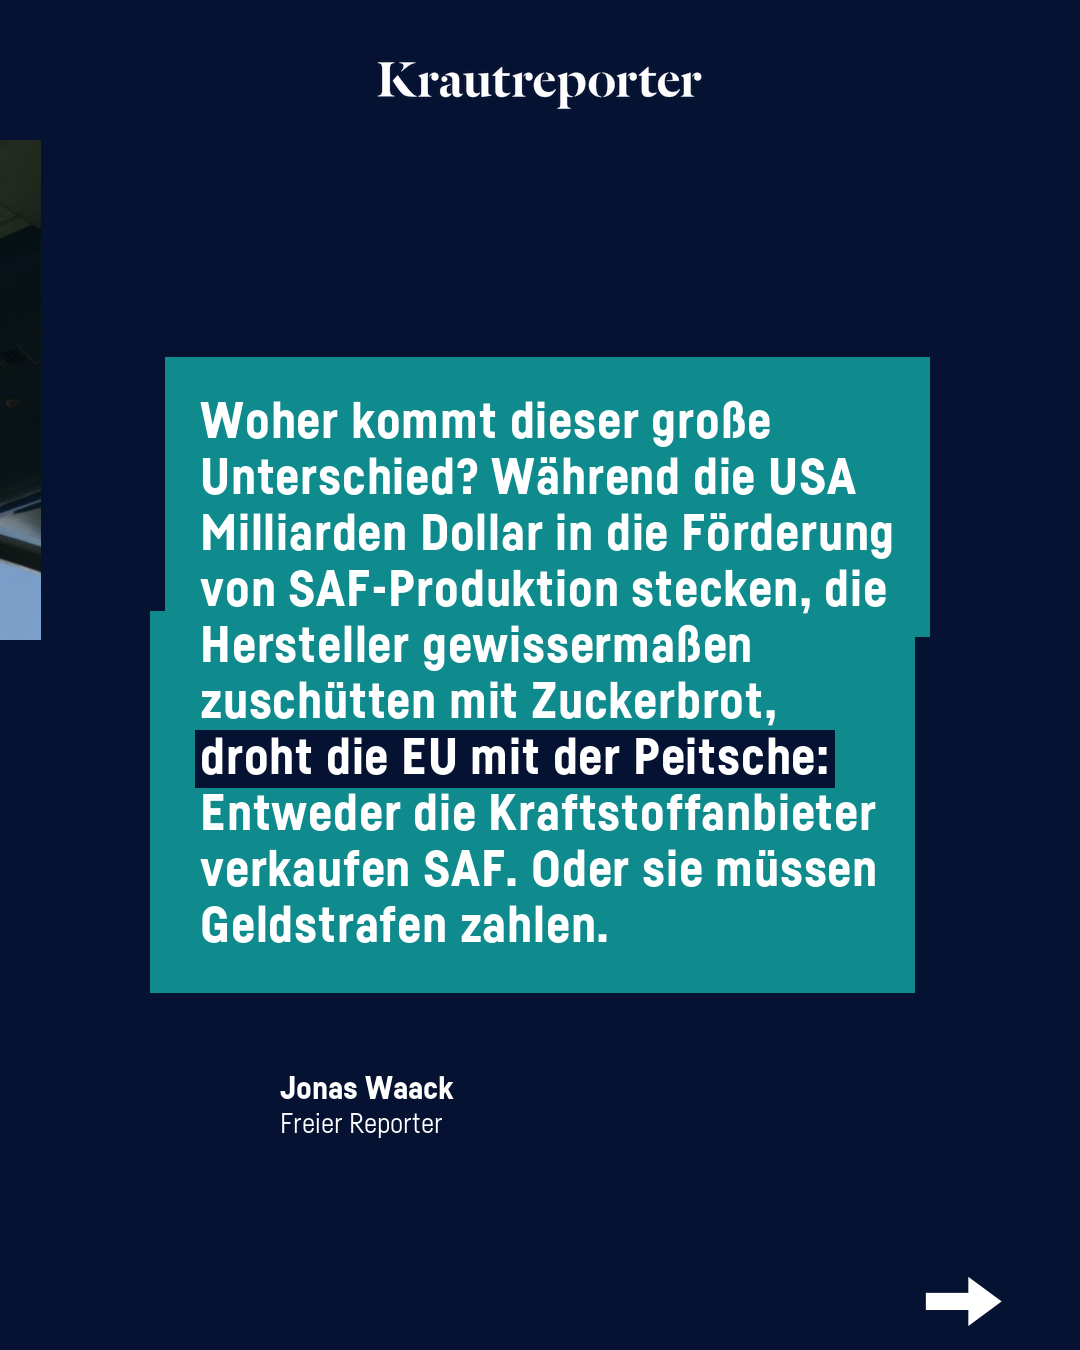 Krautreporter
Woher kommt dieser große
Unterschied? Während die USA
Milliarden Dollar in die Förderung
von SAF-Produktion stecken, die
Hersteller gewissermaßen
zuschütten mit Zuckerbrot,
droht die EU mit der Peitsche:
Entweder die Kraftstoffanbieter
verkaufen SAF. Oder sie müssen
Geldstrafen zahlen.
Jonas Waack
Freier Reporter